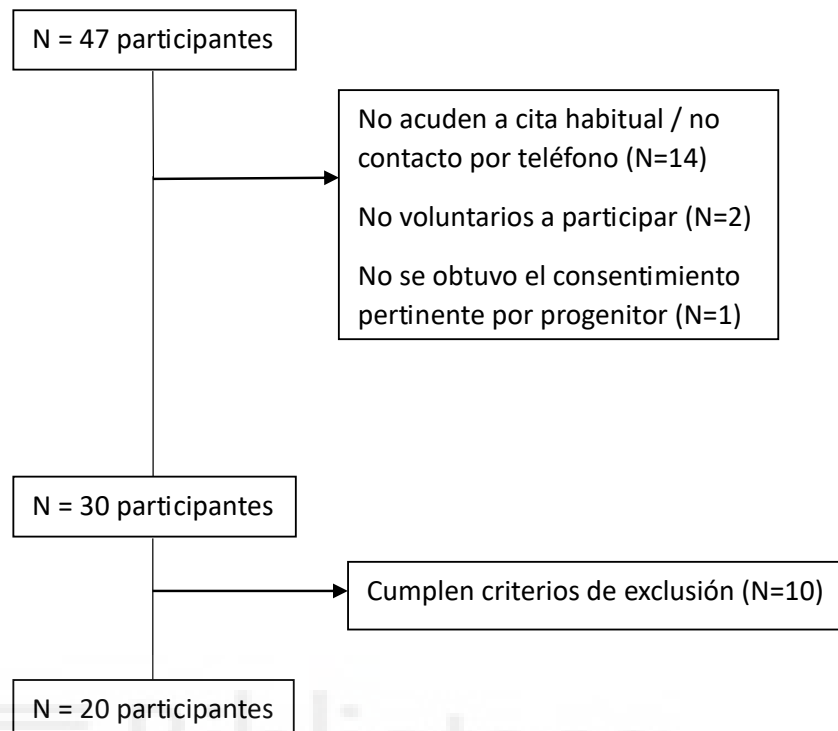 N = 47 participantes
No acuden a cita habitual / no
contacto por teléfono (N=14)
No voluntarios a participar (N=2)
No se obtuvo el consentimiento
pertinente por progenitor (N=1)
N = 30 participantes
Cumplen criterios de exclusión (N=10)
N = 20 participantes